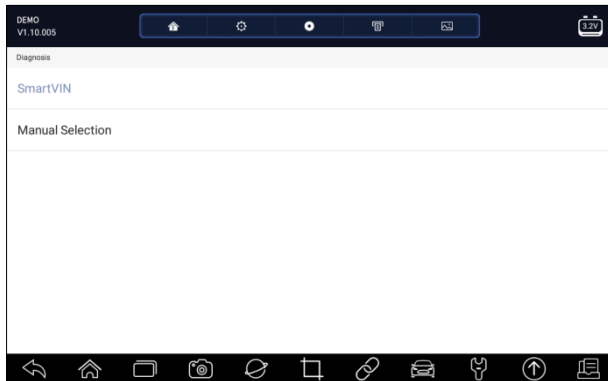 DEMO
V1.10.005
3.2V
Diagnosis
SmartVIN
Manual Selection